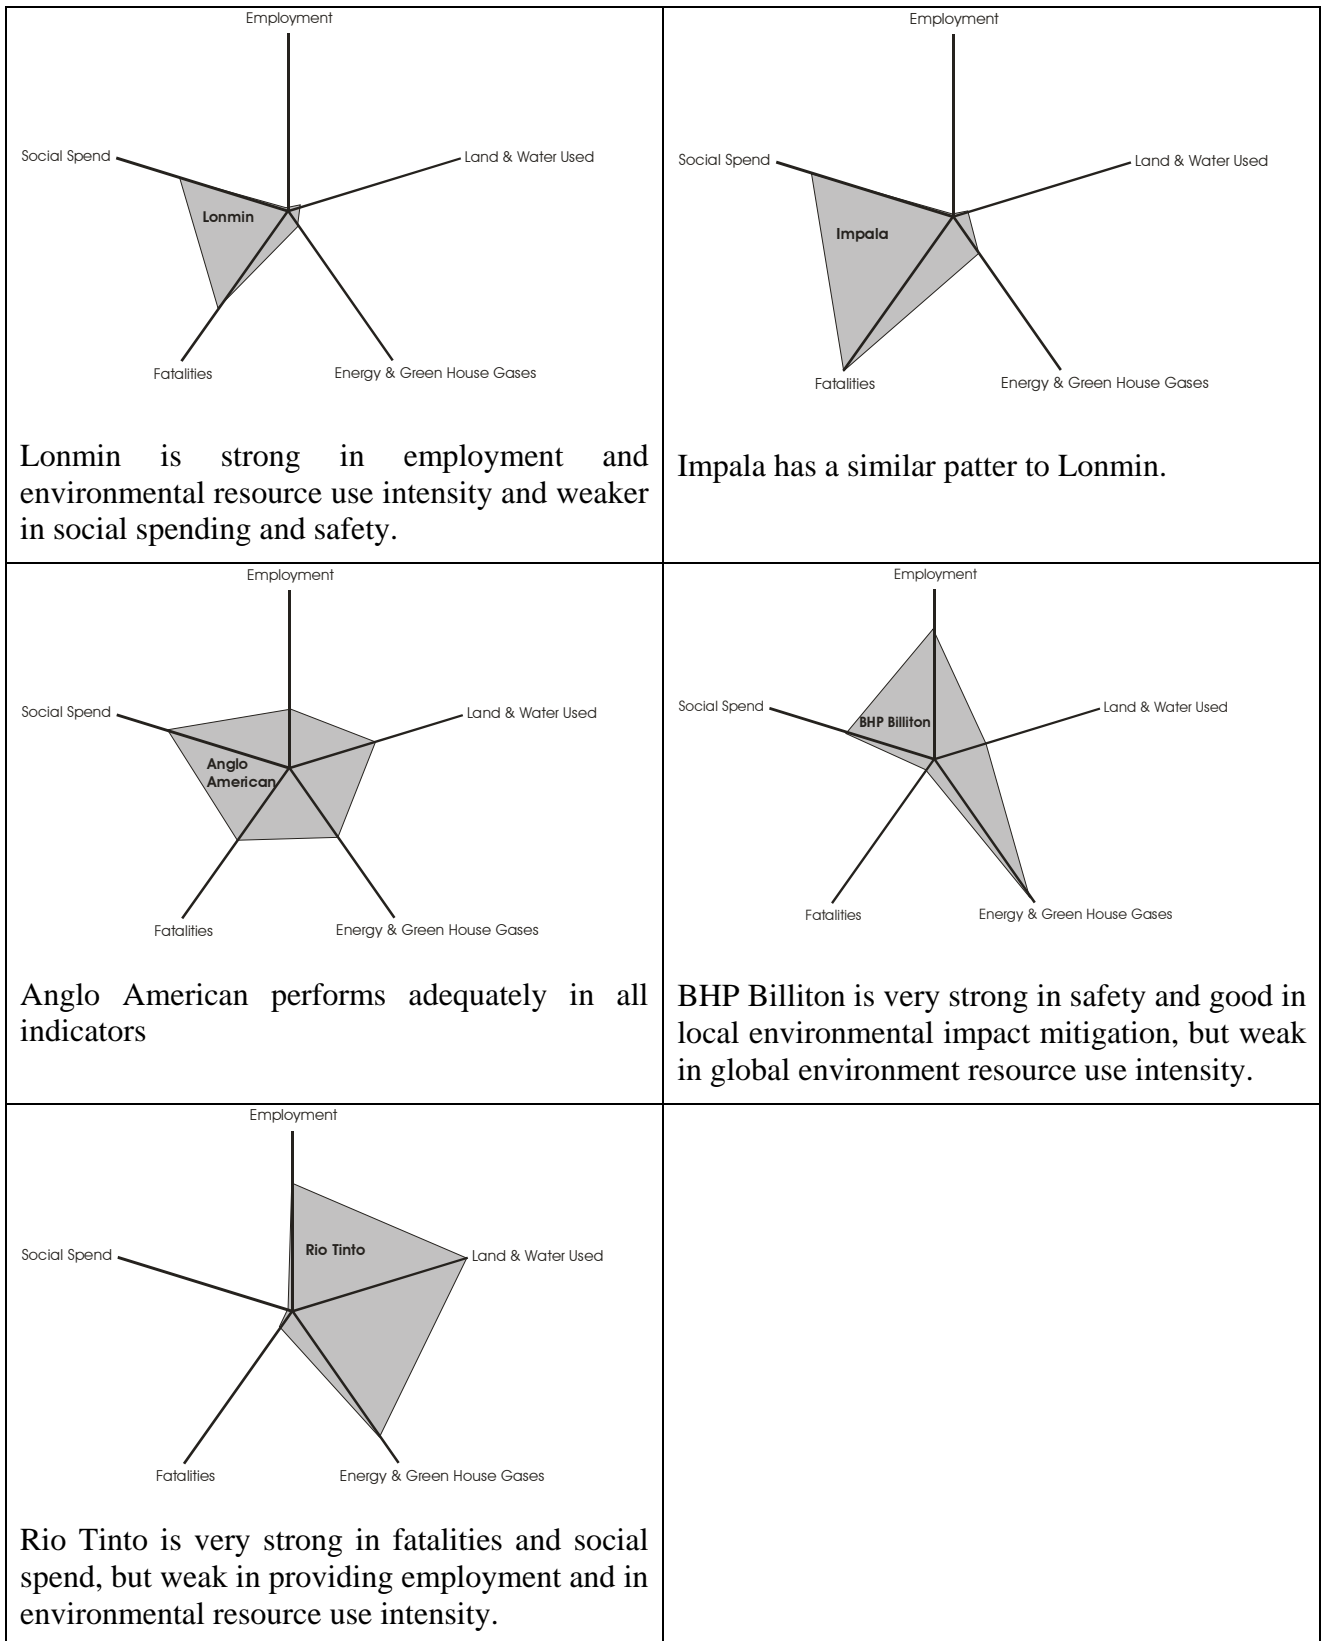 Employment
Social Spend
Land & Water Used
Lonmin
Fatalities
Energy & Green House Gases
Lonmin is strong in employment and
environmental resource use intensity and weaker
in social spending and safety.
Employment
Social Spend
Land & Water Used
Impala
Fatalities
Energy & Green House Gases
Impala has a similar patter to Lonmin.
Employment
Social Spend
Land & Water Used
Anglo
American
Fatalities
Energy & Green House Gases
Anglo American performs adequately in all
indicators
Employment
Social Spend
Land & Water Used
BHP Billiton
Fatalities
Energy & Green House Gases
BHP Billiton is very strong in safety and good in
local environmental impact mitigation, but weak
in global environment resource use intensity.
Employment
Rio Tinto
Social Spend
Land & Water Used
Fatalities
Energy & Green House Gases
Rio Tinto is very strong in fatalities and social
spend, but weak in providing employment and in
environmental resource use intensity.